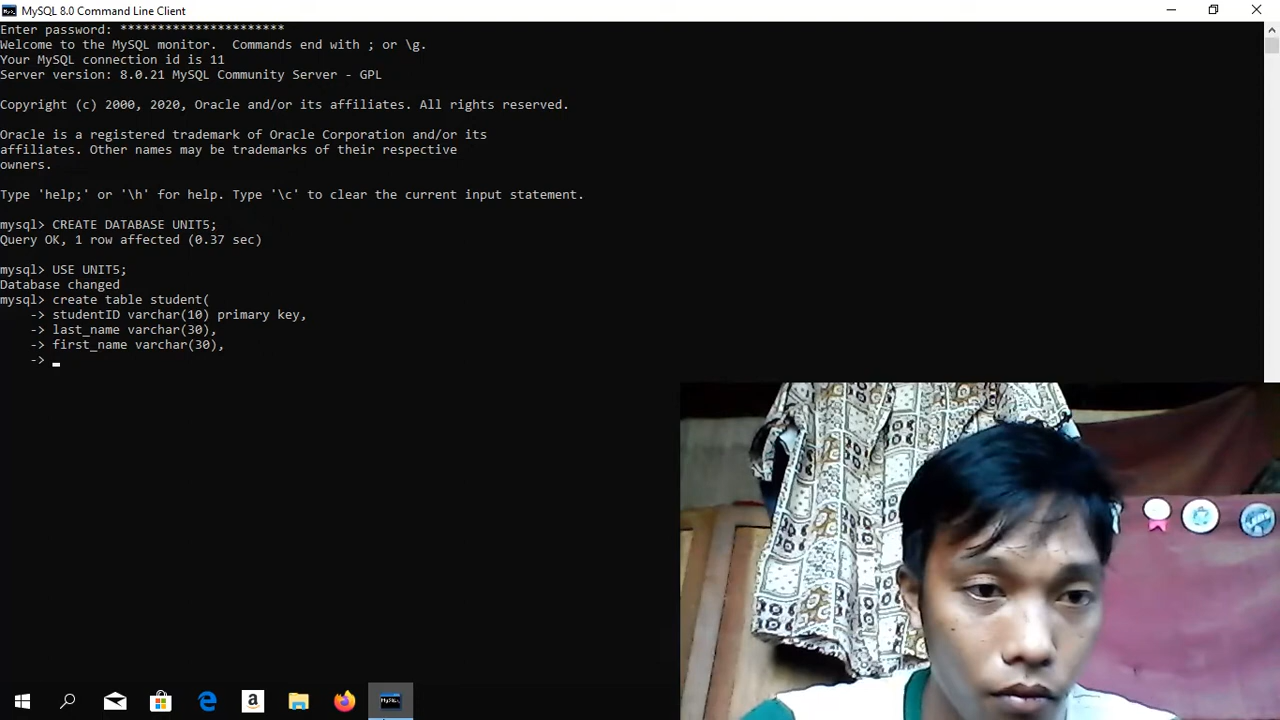 MySQL 8.0 Command Line Client
Enter password: **********************
Welcome to the MySQL monitor.  Commands end with ; or \g.
Your MySQL connection id is 11
Server version: 8.0.21 MySQL Community Server - GPL
Copyright (c) 2000, 2020, Oracle and/or its affiliates. All rights reserved.
Oracle is a registered trademark of Oracle Corporation and/or its
affiliates. Other names may be trademarks of their respective
owners.
Type 'help;' or '\h' for help. Type '\c' to clear the current input statement.
mysql> CREATE DATABASE UNIT5;
Query OK, 1 row affected (0.37 sec)
mysql> USE UNIT5;
Database changed
mysql> create table student(
    -> studentID varchar(10) primary key,
    -> last_name varchar(30),
    -> first_name varchar(30),
    -> _
a
MySQL